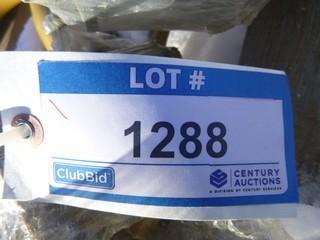 LOT #
1288
ClubBid
CENTURY
AUCTIONS
A DIVISION OF CENTURY SERVICES